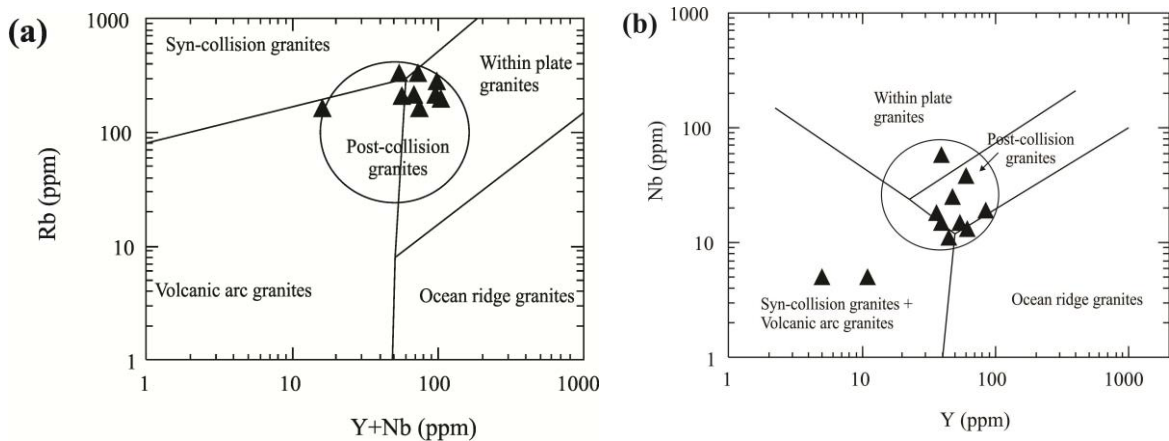 (a)
1000
100
10
1
Rb (ppm)
Syn-collision granites
Within plate
granites
Post-collision
granites
Volcanic arc granites
Ocean ridge granites
1
10
100
1000
Y+Nb (ppm)
(b)
1000
100
10
1
Nb (ppm)
Within plate
granites
Post-collision
granites
Syn-collision granites +
Volcanic arc granites
Ocean ridge granites
1
10
100
1000
Y (ppm)